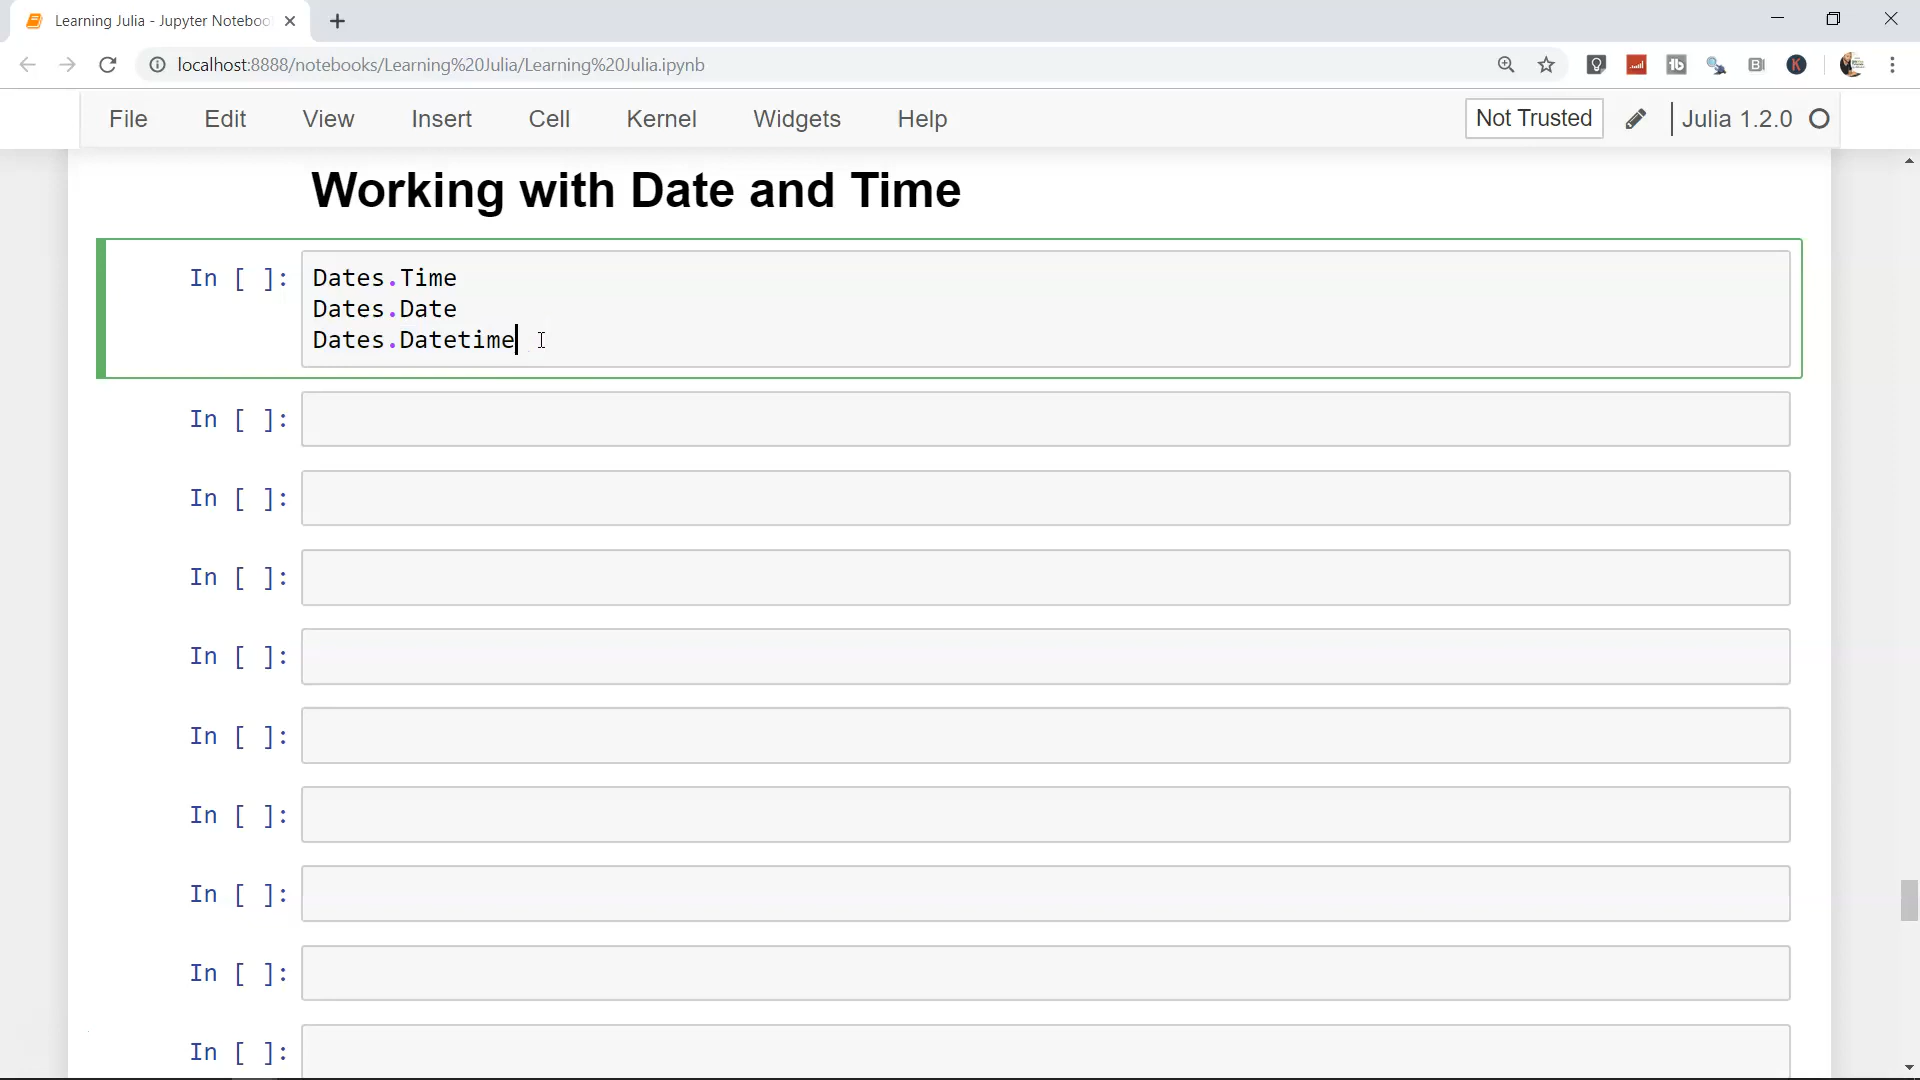 Learning Julia - Jupyter Noteboo
localhost:8888/notebooks/Learning%20Julia/Learning%20Julia.ipynb
File Edit View Insert Cell Kernel Widgets Help Not Trusted Julia 1.2.0
Working with Date and Time
In [ ]: Dates.Time
Dates.Date
Dates.Datetime
In [ ]:
In [ ]:
In [ ]:
In [ ]:
In [ ]:
In [ ]:
In [ ]:
In [ ]:
In [ ]: